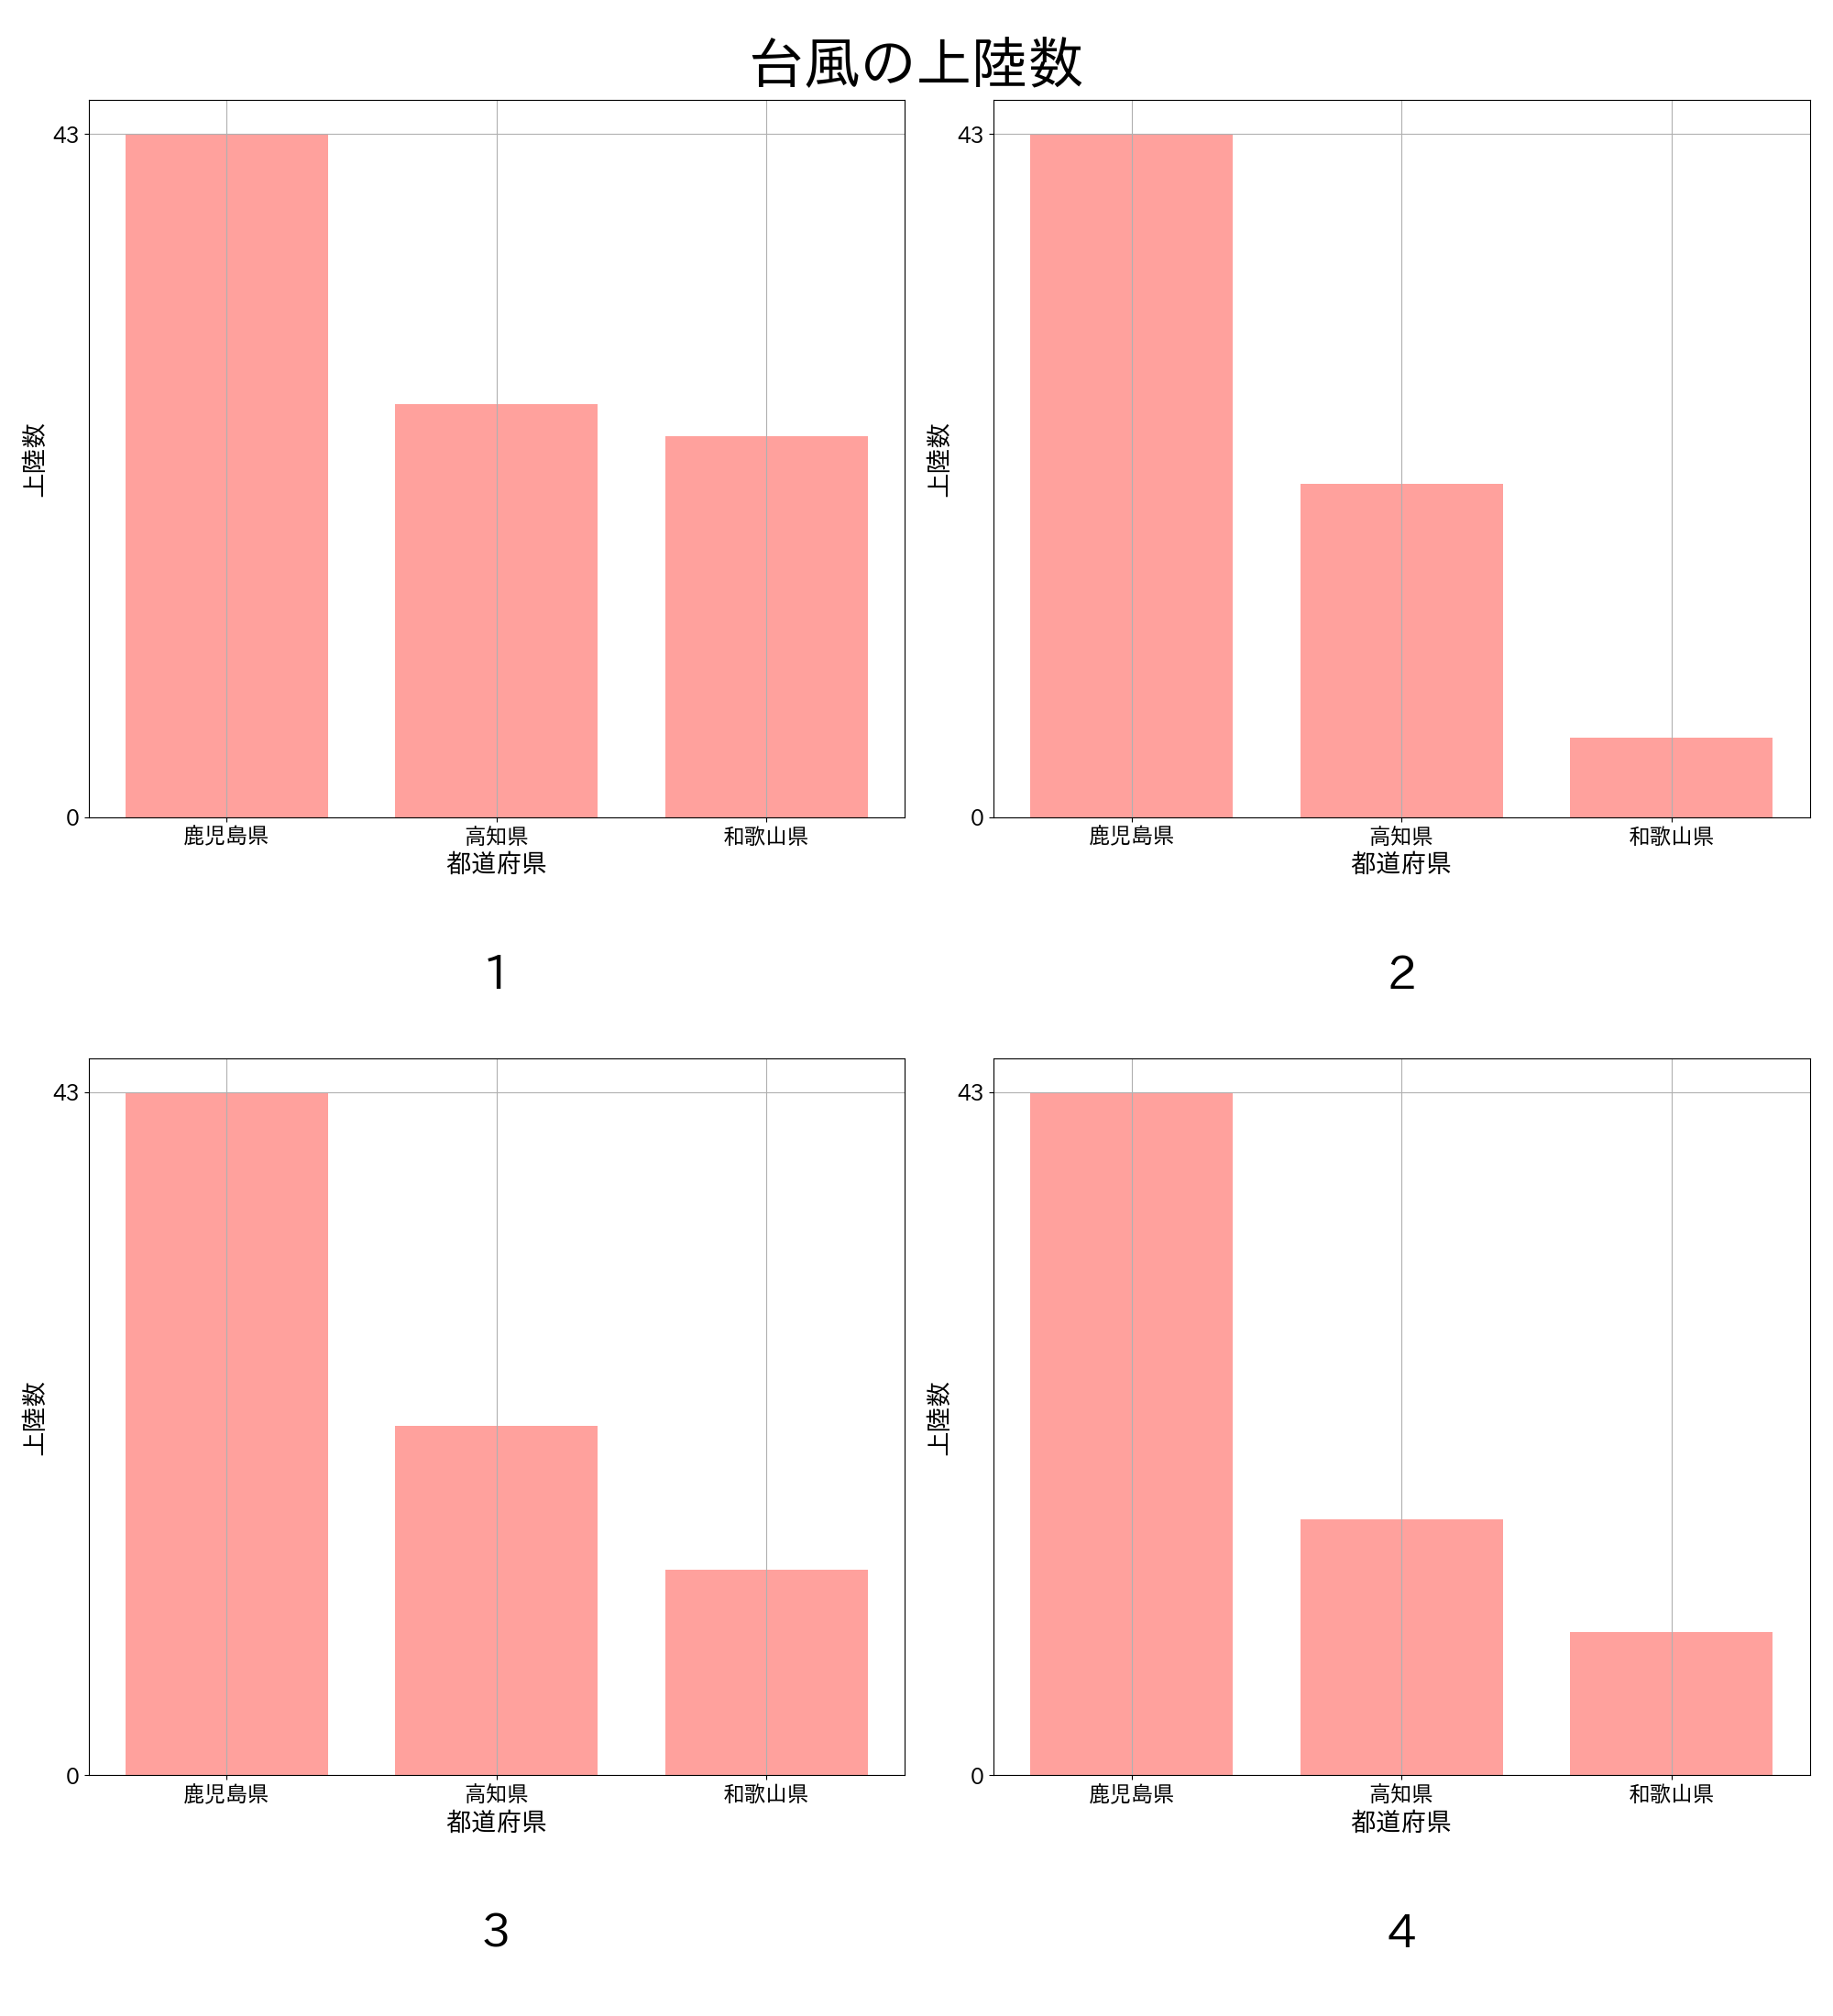 台風の上陸数
43
0
上陸数
鹿児島県 高知県 和歌山県
都道府県
1
43
0
上陸数
鹿児島県 高知県 和歌山県
都道府県
2
43
0
上陸数
鹿児島県 高知県 和歌山県
都道府県
3
43
0
上陸数
鹿児島県 高知県 和歌山県
都道府県
4